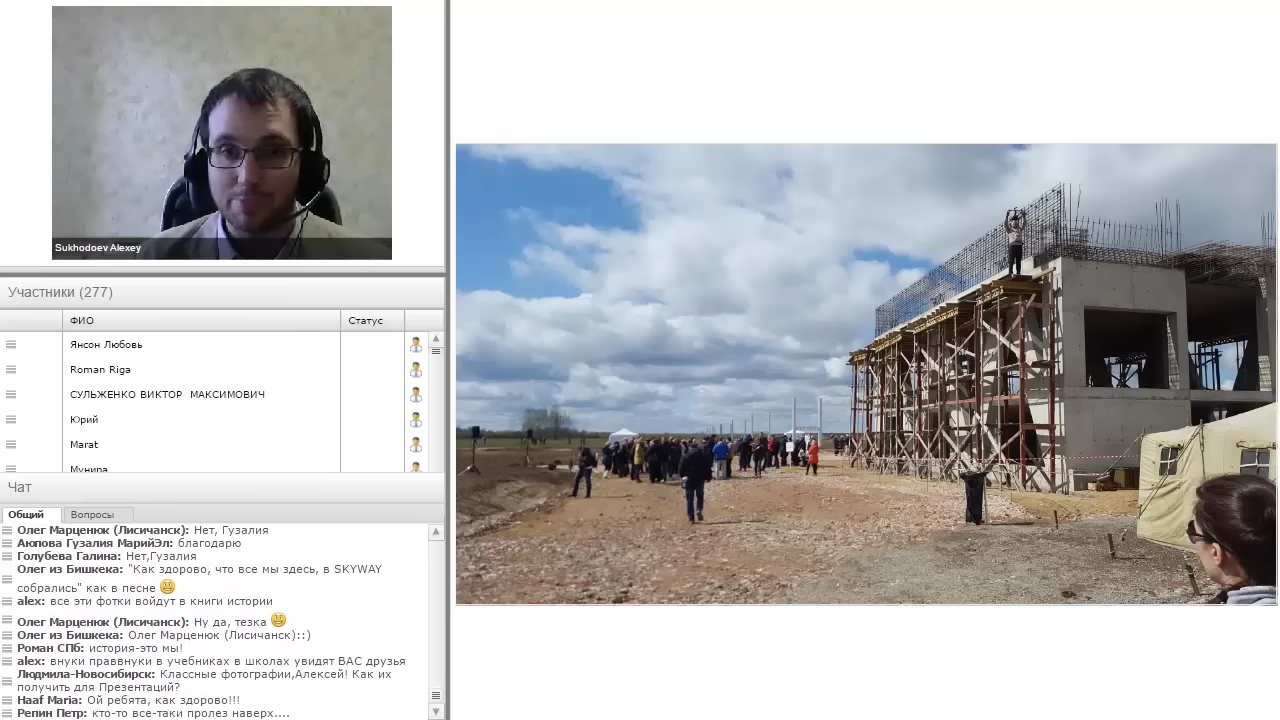 Sukhodoev Alexey
Участники (277)
ФИО Статус
Янсон Любовь
Roman Riga
СУЛЬЖЕНКО ВИКТОР МАКСИМОВИЧ
Юрий
Marat
Мунира
Чат
Общий Вопросы
Олег Марценюк (Лисичанск): Нет, Гузалия
Аюпова Гузалия МарийЭл: благодарю
Голубева Галина: Нет,Гузалия
Олег из Бишкека: "Как здорово, что все мы здесь, в SKYWAY
собрались" как в песне
alex: все эти фотки войдут в книги истории
Олег Марценюк (Лисичанск): Ну да, тезка
Олег из Бишкека: Олег Марценюк (Лисичанск)::)
Роман СПб: история-это мы!
alex: внуки праввнуки в учебниках в школах увидят ВАС друзья
Людмила-Новосибирск: Классные фотографии,Алексей! Как их
получить для Презентаций?
Haaf Maria: Ой ребята, как здорово!!!
Репин Петр: кто-то все-таки пролез наверх....